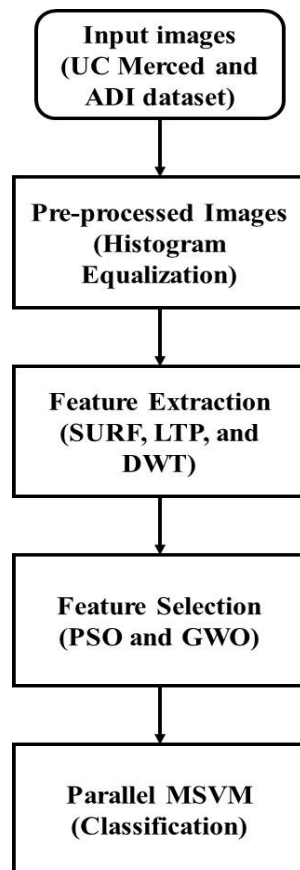 Input images
(UC Merced and
ADI dataset)
Pre-processed Images
(Histogram
Equalization)
Feature Extraction
(SURF, LTP, and
DWT)
Feature Selection
(PSO and GWO)
Parallel MSVM
(Classification)